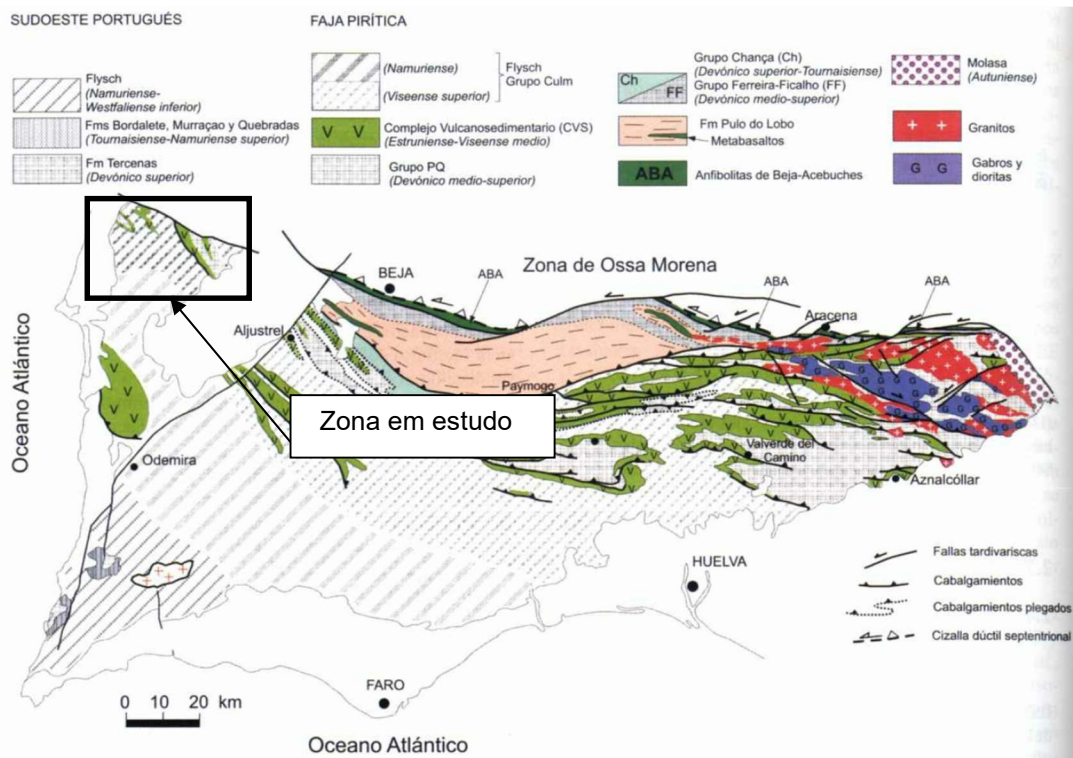 SUDOESTE PORTUGUÉS
Flysch
(Namuriense-
Westfaliense inferior)
Fms Bordalete, Murraçao y Quebradas
(Tournaisiense-Namuriense superior)
Fm Tercenas
(Devónico superior)
FAJA PIRÍTICA
(Namuriense)
(Viseense superior)
Flysch
Grupo Culm
V V
Complejo Vulcanosedimentario (CVS)
(Estruniense-Viseense medio)
Grupo PQ
(Devónico medio-superior)
Ch
FF
Grupo Chança (Ch)
(Devónico superior-Tournaisiense)
Grupo Ferreira-Ficalho (FF)
(Devónico medio-superior)
Fm Pulo do Lobo
Metabasaltos
ABA
Anfibolitas de Beja-Acebuches
Molasa
(Autuniense)
Granitos
G G
Gabros y
dioritas
BEJA
ABA
Zona de Ossa Morena
ABA
ABA
Aracena
Aljustrel
Paymogo
Zona em estudo
Valverde del
Camino
Aznalcóllar
Odemira
Oceano Atlántico
HUELVA
FARO
0 10 20 km
Oceano Atlántico
Fallas tardivariscas
Cabalgamientos
Cabalgamientos plegados
Cizalla dúctil septentrional